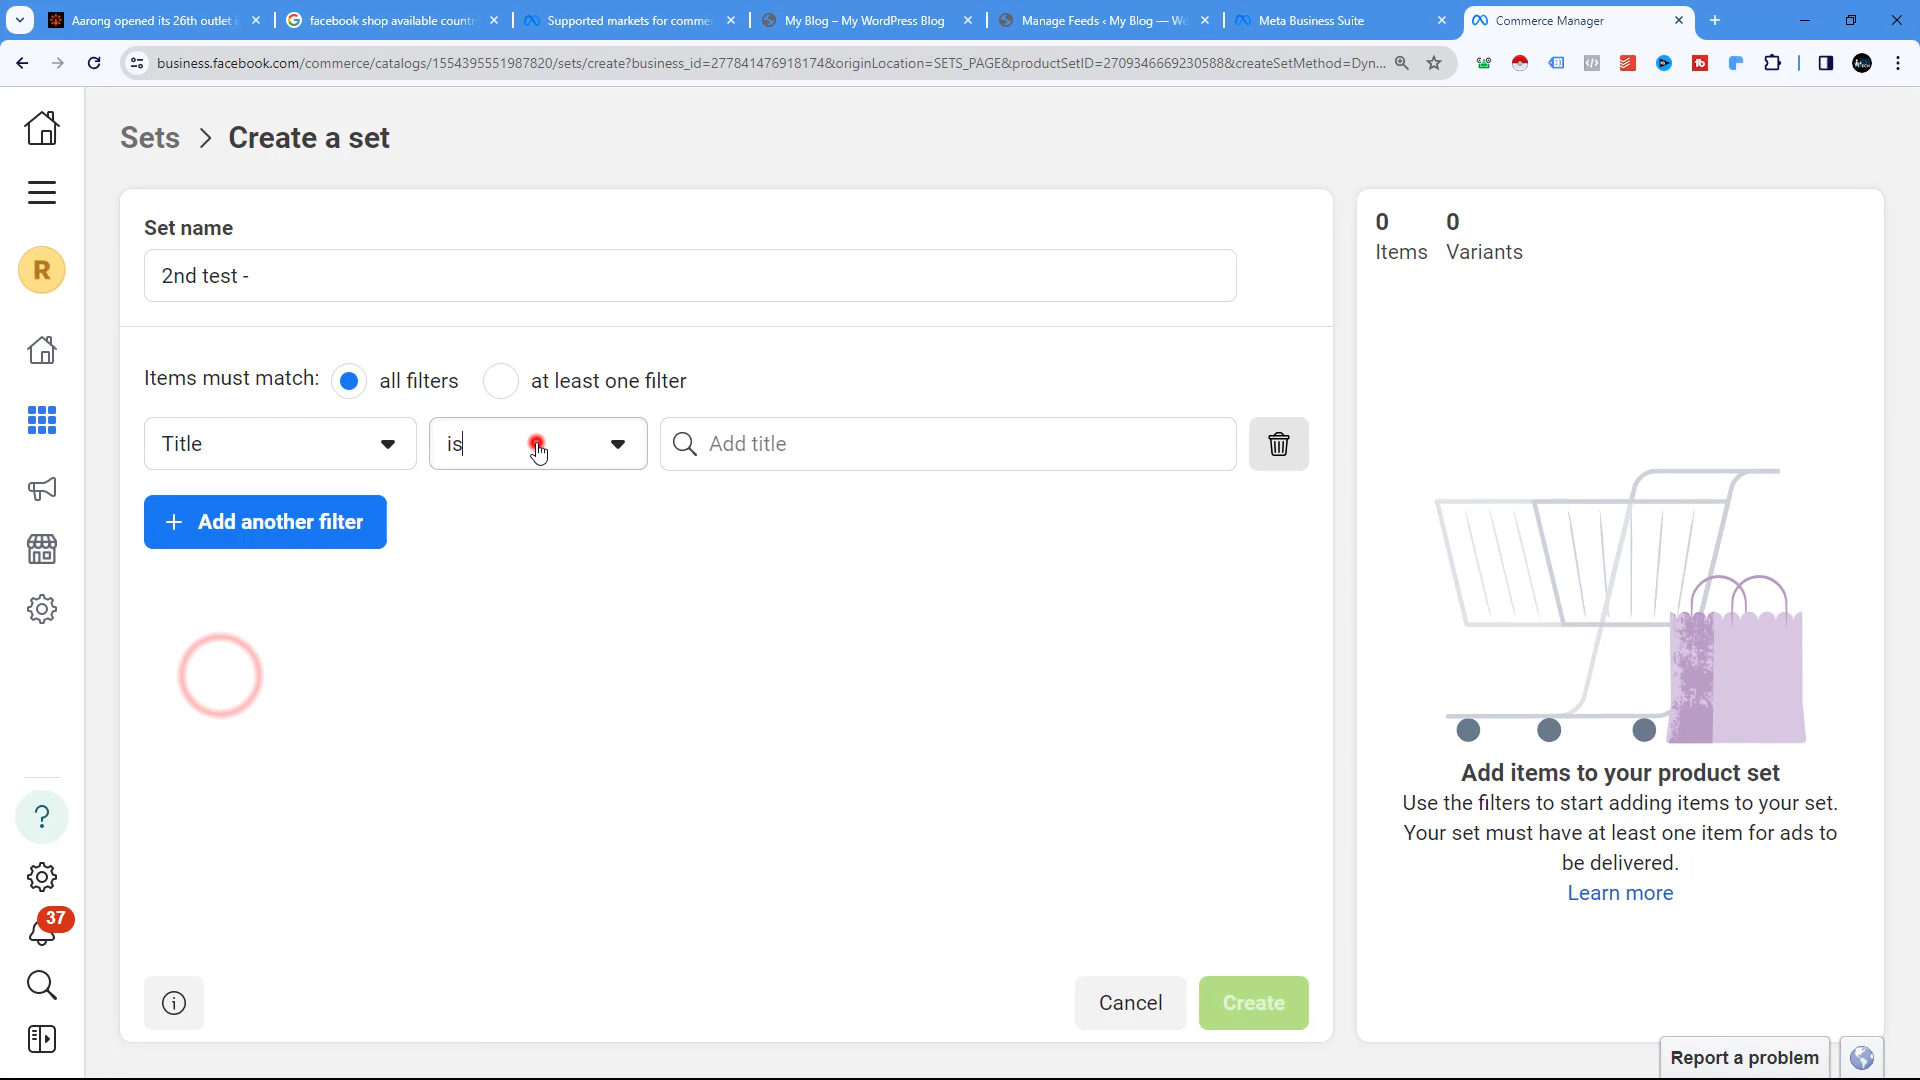 Aarong opened its 26th outlet i
facebook shop available countr
Supported markets for comme
My Blog – My WordPress Blog
Manage Feeds ‹ My Blog — Wo
Meta Business Suite
Commerce Manager
business.facebook.com/commerce/catalogs/1554395551987820/sets/create?business_id=277841476918174&originLocation=SETS_PAGE&productSetID=27093466692305​88&createSetMethod=Dyn...
Sets > Create a set
R
37
Set name
2nd test -
Items must match: all filters at least one filter
Title
is
Add title
+ Add another filter
Cancel
Create
0 0
Items Variants
Add items to your product set
Use the filters to start adding items to your set.
Your set must have at least one item for ads to
be delivered.
Learn more
Report a problem